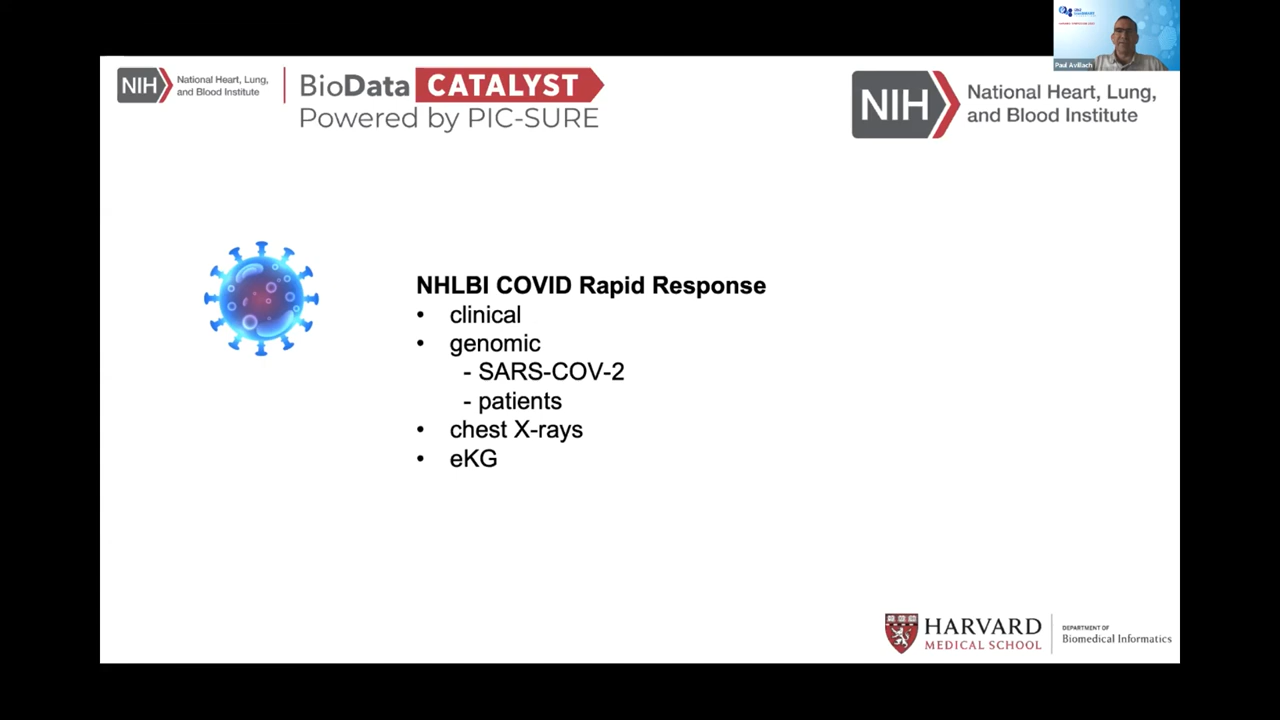 Paul Avillach
NIH
National Heart, Lung,
and Blood Institute
BioData CATALYST
Powered by PIC-SURE
NIH
National Heart, Lung,
and Blood Institute
NHLBI COVID Rapid Response
• clinical
• genomic
- SARS-COV-2
- patients
• chest X-rays
• eKG
HARVARD
MEDICAL SCHOOL
DEPARTMENT OF
Biomedical Informatics